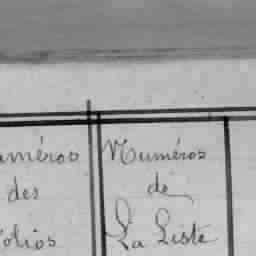 uméros
des
olios
Numéros
de
La Liste